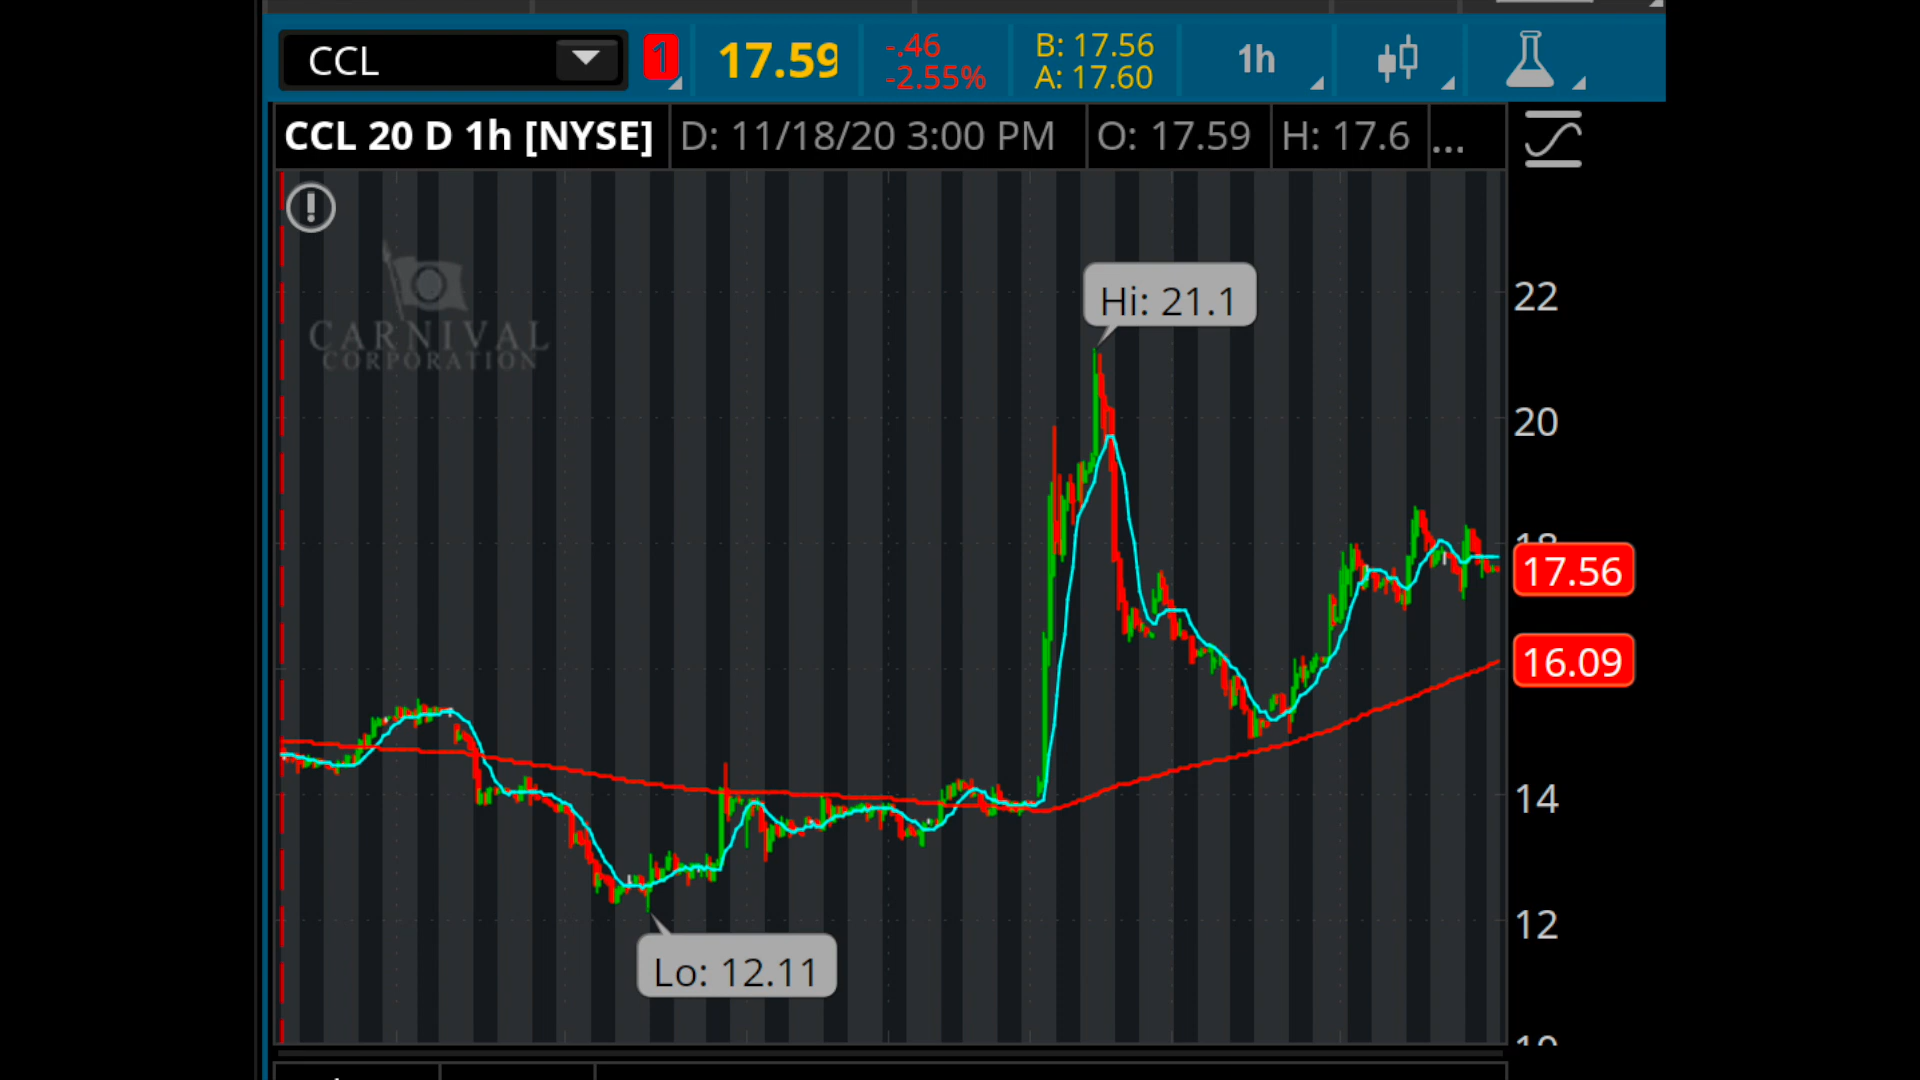 CCL
1
17.59
-.46
-2.55%
B: 17.56
A: 17.60
1h
CCL 20 D 1h [NYSE]
D: 11/18/20 3:00 PM
O: 17.59
H: 17.6
...
CARNIVAL
CORPORATION
Hi: 21.1
22
20
18
17.56
16.09
14
12
10
Lo: 12.11